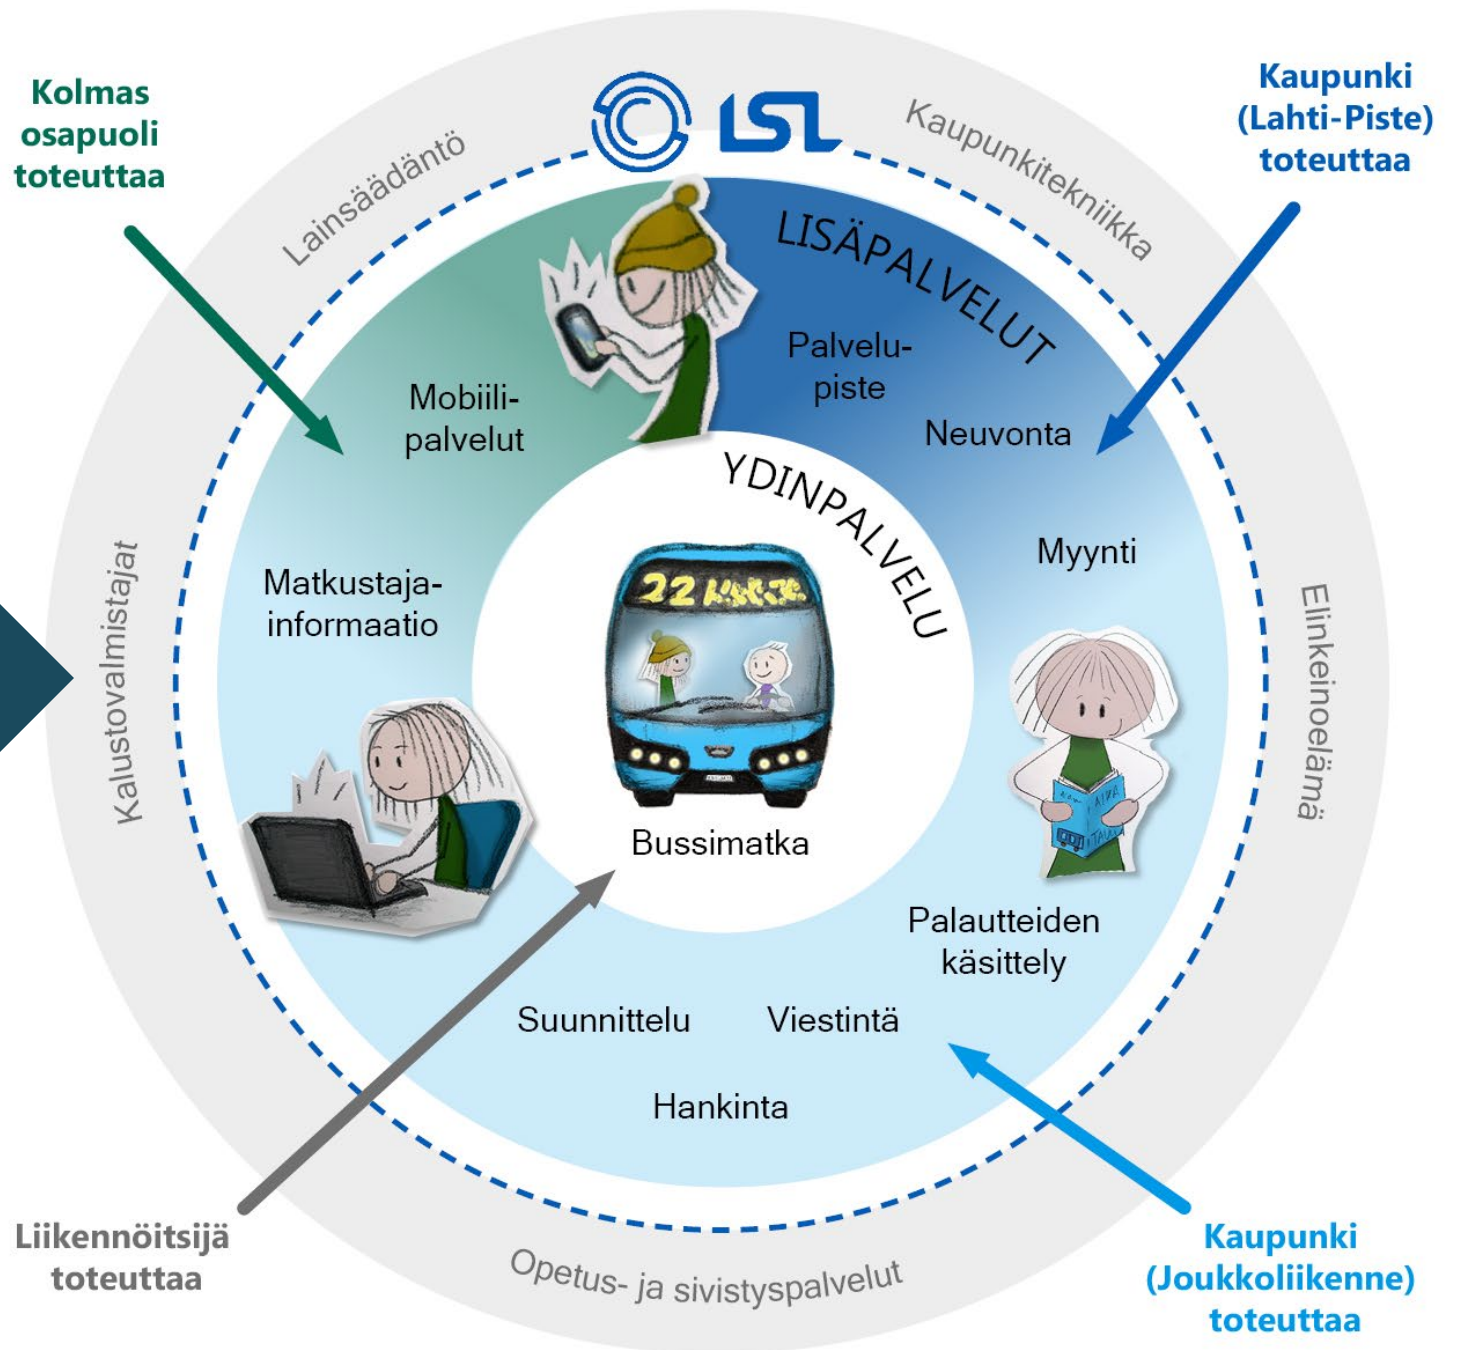 Kolmas
osapuoli
toteuttaa
Kaupunki
(Lahti-Piste)
toteuttaa
LSL
Lainsäädäntö
Kaupunkitekniikka
Kalustovalmistajat
Elinkeinoelämä
Opetus- ja sivistyspalvelut
LISÄPALVELUT
Palvelu-
piste
Neuvonta
Mobiili-
palvelut
Myynti
Matkustaja-
informaatio
YDINPALVELU
22
Bussimatka
Palautteiden
käsittely
Suunnittelu
Viestintä
Hankinta
Liikennöitsijä
toteuttaa
Kaupunki
(Joukkoliikenne)
toteuttaa